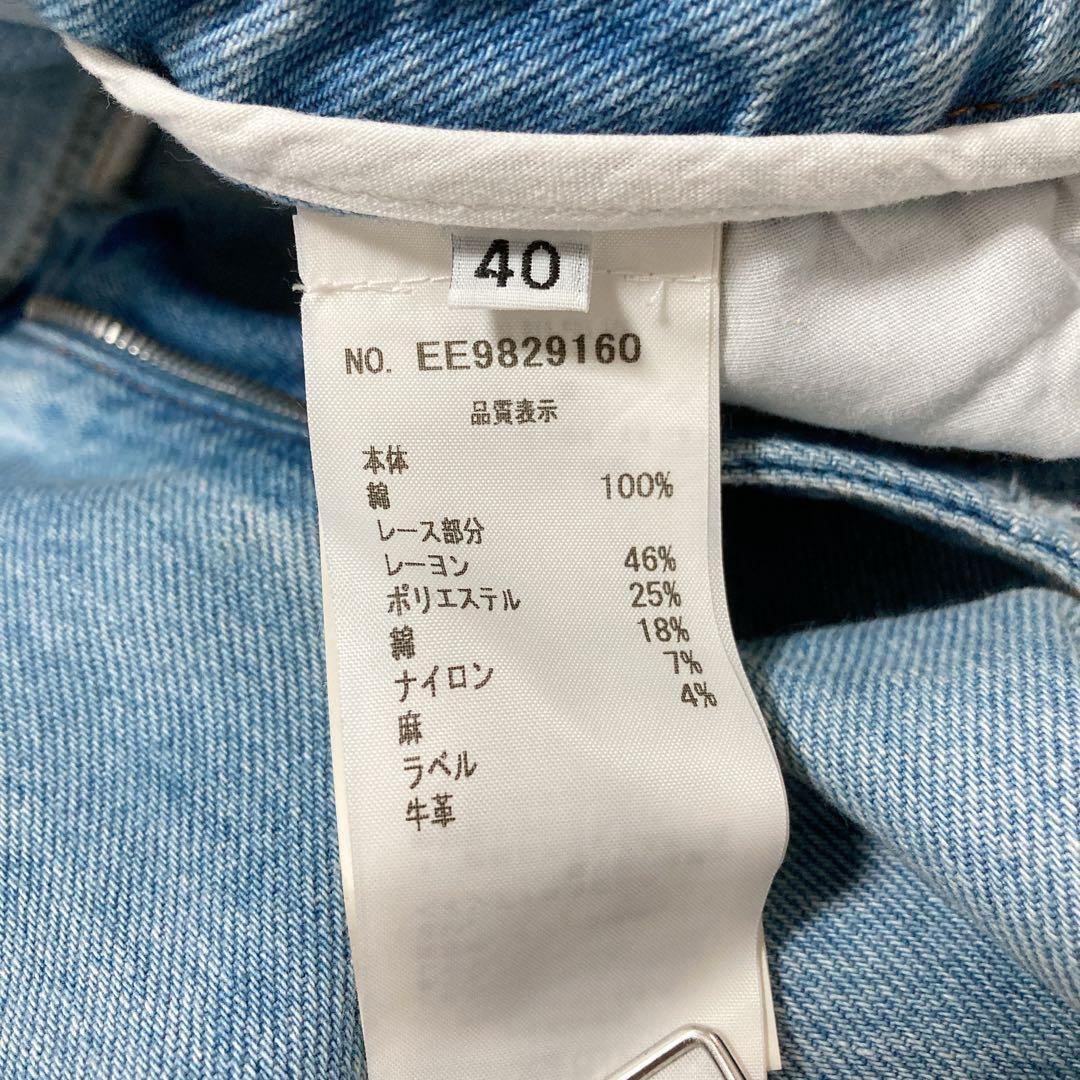 40
NO. EE9829160
品質表示
本体
綿 100%
レース部分
レーヨン 46%
ポリエステル 25%
綿 18%
ナイロン 7%
麻 4%
ラベル
牛革